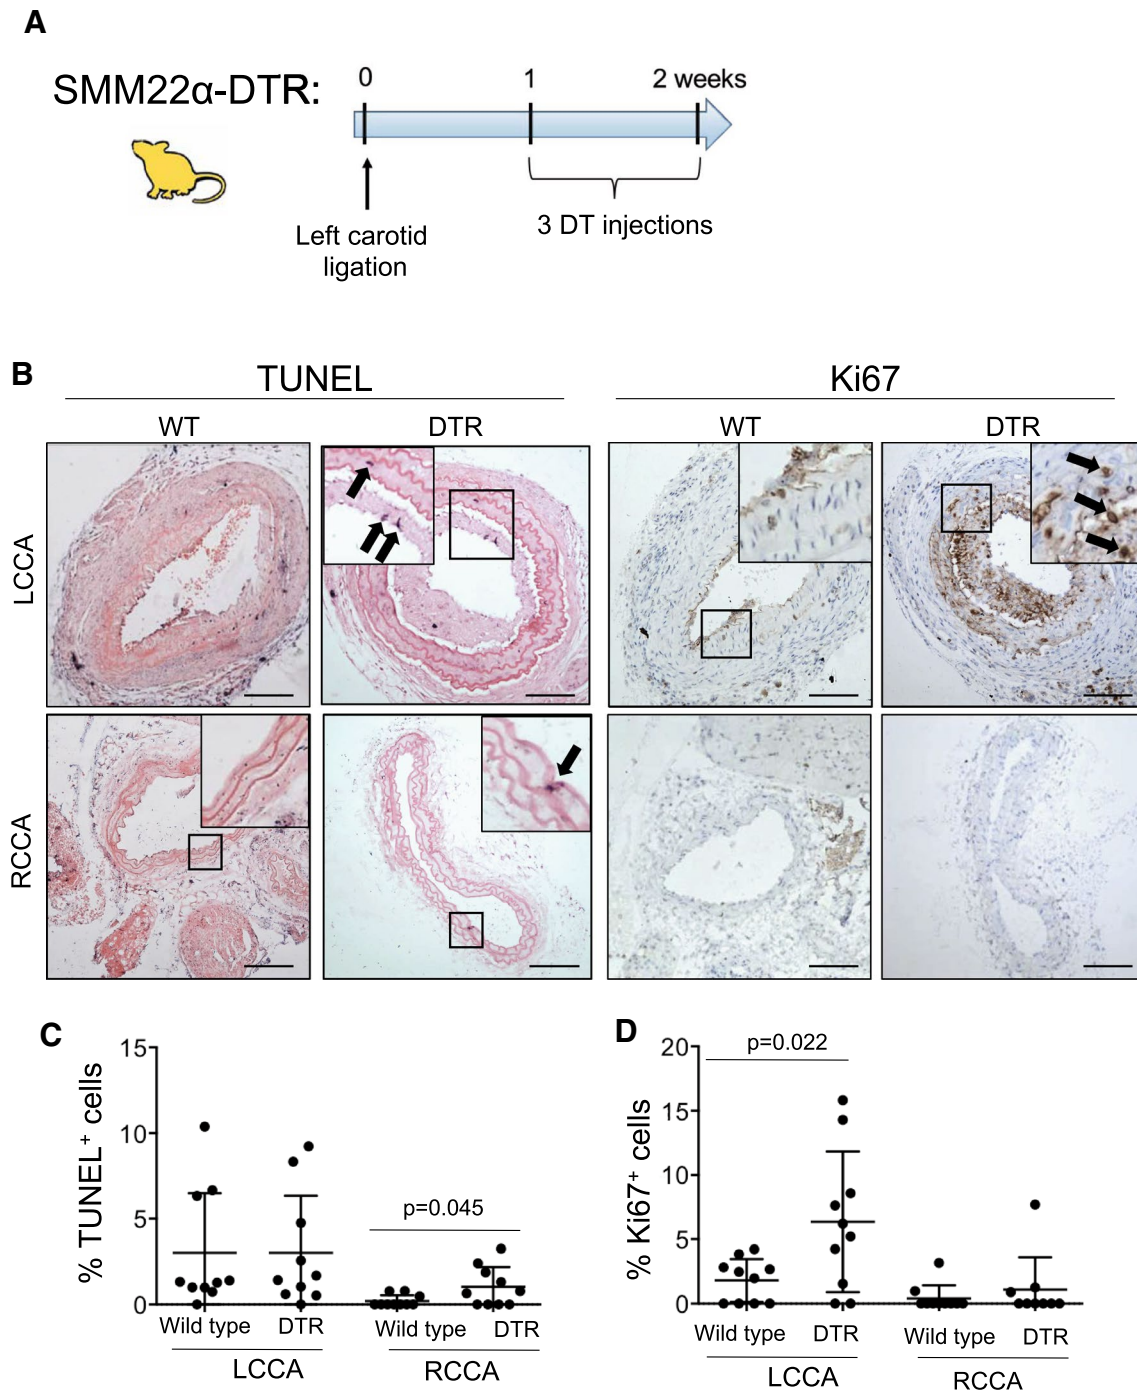 A
SMM22α-DTR:
0 1 2 weeks
Left carotid
ligation
3 DT injections
B
TUNEL Ki67
WT DTR WT DTR
LCCA
RCCA
C
% TUNEL+ cells
15
10
5
0
p=0.045
Wild type DTR Wild type DTR
LCCA RCCA
D
% Ki67+ cells
20
15
10
5
0
p=0.022
Wild type DTR Wild type DTR
LCCA RCCA